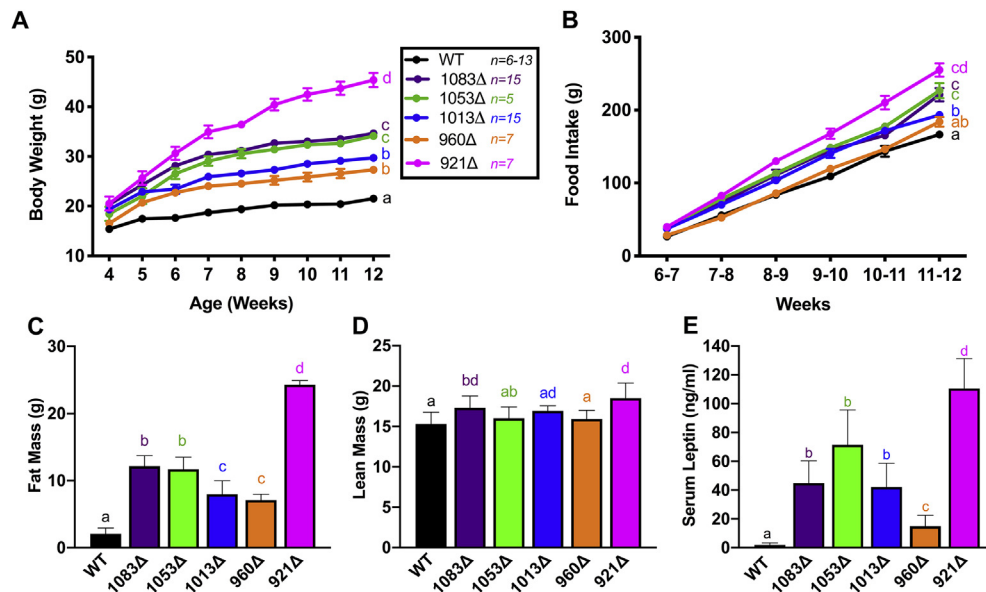 A
Body Weight (g)
50
40
30
20
10
4 5 6 7 8 9 10 11 12
Age (Weeks)
d
c
c
b
b
a
WT n=6-13
1083Δ n=15
1053Δ n=5
1013Δ n=15
960Δ n=7
921Δ n=7
B
Food Intake (g)
300
200
100
0
6-7 7-8 8-9 9-10 10-11 11-12
Weeks
cd
c
c
b
ab
a
C
Fat Mass (g)
30
20
10
0
a b b c c d
WT 1083Δ 1053Δ 1013Δ 960Δ 921Δ
D
Lean Mass (g)
25
20
15
10
5
0
a bd ab ad a d
WT 1083Δ 1053Δ 1013Δ 960Δ 921Δ
E
Serum Leptin (ng/ml)
140
120
100
80
60
40
20
0
a b b b c d
WT 1083Δ 1053Δ 1013Δ 960Δ 921Δ